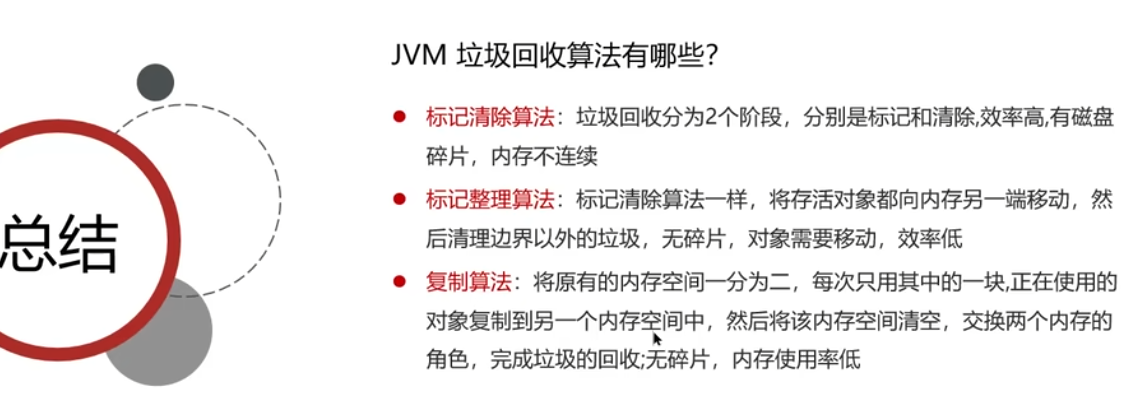 总结
JVM 垃圾回收算法有哪些？
标记清除算法：垃圾回收分为2个阶段，分别是标记和清除,效率高,有磁盘
碎片，内存不连续
标记整理算法：标记清除算法一样，将存活对象都向内存另一端移动，然
后清理边界以外的垃圾，无碎片，对象需要移动，效率低
复制算法：将原有的内存空间一分为二，每次只用其中的一块,正在使用的
对象复制到另一个内存空间中，然后将该内存空间清空，交换两个内存的
角色，完成垃圾的回收;无碎片，内存使用率低